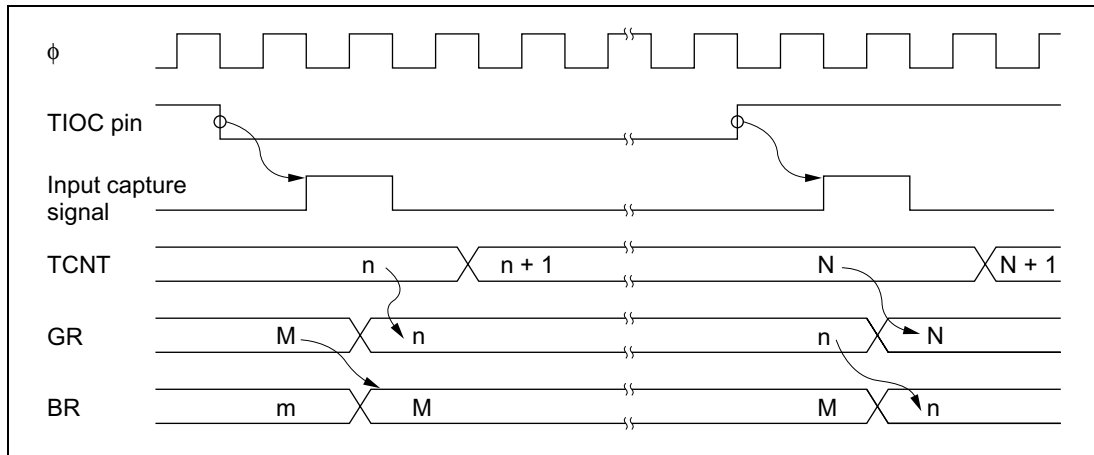 ϕ
TIOC pin
Input capture
signal
TCNT n n + 1 N N + 1
GR M n n N
BR m M M n